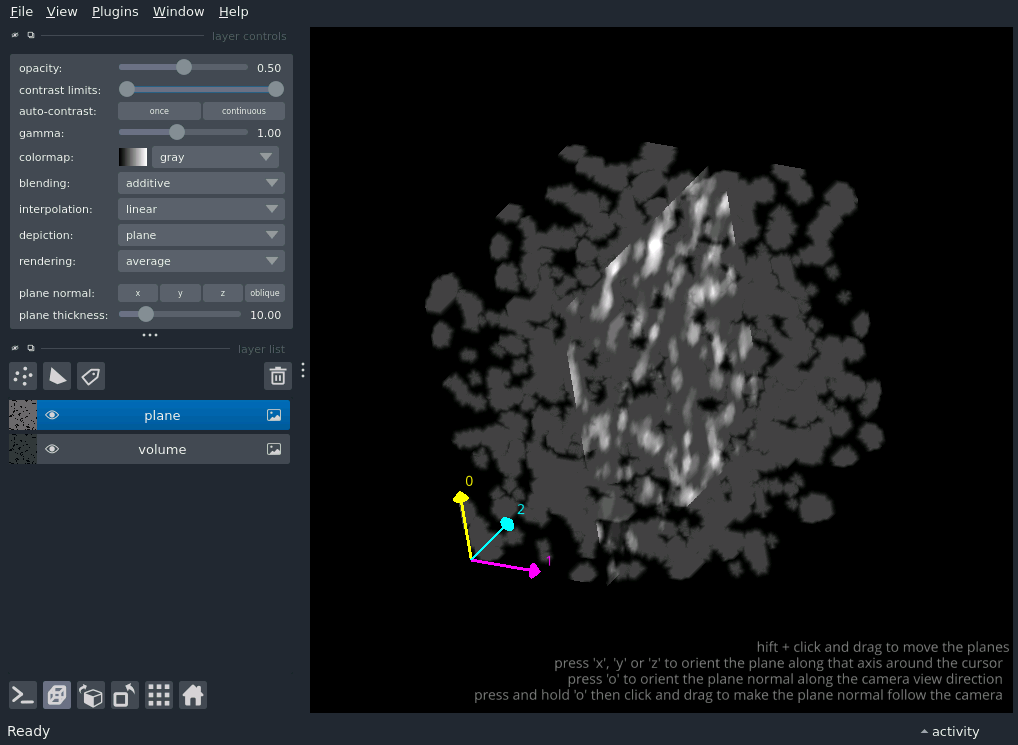 File View Plugins Window Help
layer controls
opacity: 0.50
contrast limits:
auto-contrast: once continuous
gamma: 1.00
colormap: gray
blending: additive
interpolation: linear
depiction: plane
rendering: average
plane normal: x y z oblique
plane thickness: 10.00
layer list
plane
volume
0
2
1
hift + click and drag to move the planes
press 'x', 'y' or 'z' to orient the plane along that axis around the cursor
press 'o' to orient the plane normal along the camera view direction
press and hold 'o' then click and drag to make the plane normal follow the camera
Ready
activity